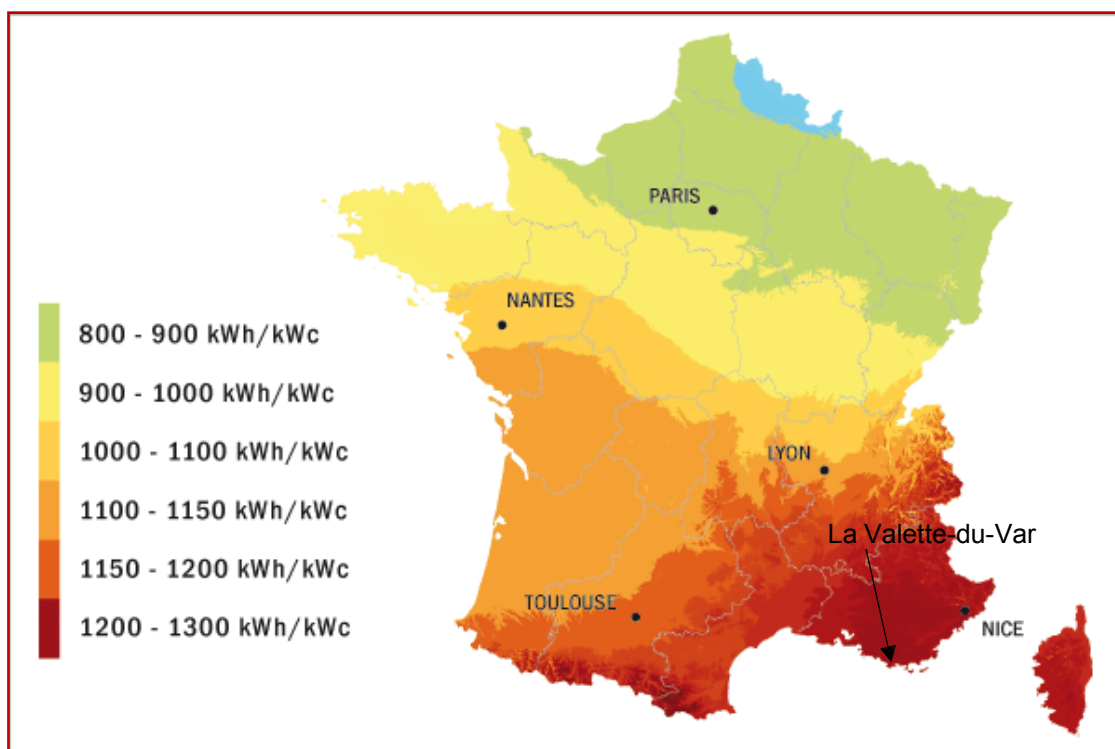 PARIS
NANTES
800 - 900 kWh/kWc
900 - 1000 kWh/kWc
1000 - 1100 kWh/kWc
LYON
1100 - 1150 kWh/kWc
La Valette-du-Var
1150 - 1200 kWh/kWc
TOULOUSE
1200 - 1300 kWh/kWc
NICE